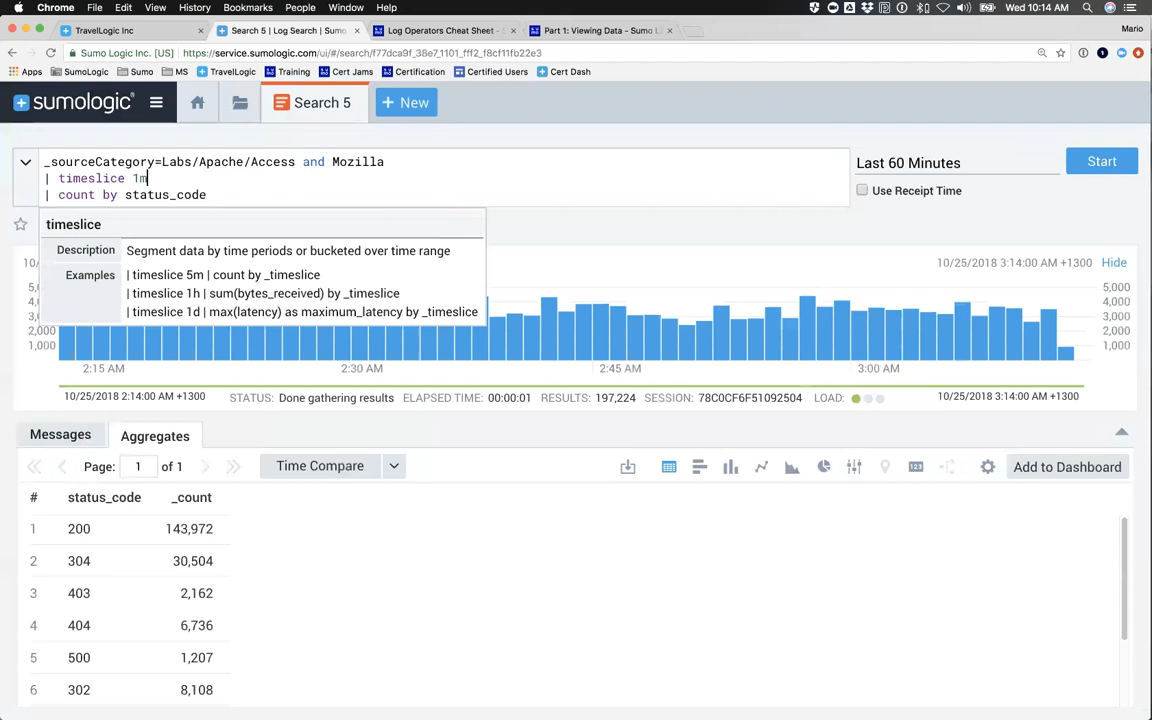 Chrome File Edit View History Bookmarks People Window Help Wed 10:14 AM
TravelLogic Inc
Search 5 | Log Search | Sumo
Log Operators Cheat Sheet -
Part 1: Viewing Data - Sumo L
Mario
Sumo Logic Inc. [US] https://service.sumologic.com/ui/#/search/f77dca9f_38e7_1101_fff2_f8cf11fb22e3
Apps SumoLogic Sumo MS TravelLogic Training Cert Jams Certification Certified Users Cert Dash
sumologic
Search 5
+ New
_sourceCategory=Labs/Apache/Access and Mozilla
| timeslice 1m
| count by status_code
Last 60 Minutes
Start
Use Receipt Time
timeslice
Description Segment data by time periods or bucketed over time range
Examples | timeslice 5m | count by _timeslice
| timeslice 1h | sum(bytes_received) by _timeslice
| timeslice 1d | max(latency) as maximum_latency by _timeslice
10/
10/25/2018 3:14:00 AM +1300 Hide
5,
5,000
4,
4,000
3,
3,000
2,000 2,000
1,000 1,000
2:15 AM 2:30 AM 2:45 AM 3:00 AM
10/25/2018 2:14:00 AM +1300 STATUS: Done gathering results ELAPSED TIME: 00:00:01 RESULTS: 197,224 SESSION: 78C0CF6F51092504 LOAD: 10/25/2018 3:14:00 AM +1300
Messages Aggregates
Page: 1 of 1 Time Compare 123 Add to Dashboard
# status_code _count
1 200 143,972
2 304 30,504
3 403 2,162
4 404 6,736
5 500 1,207
6 302 8,108